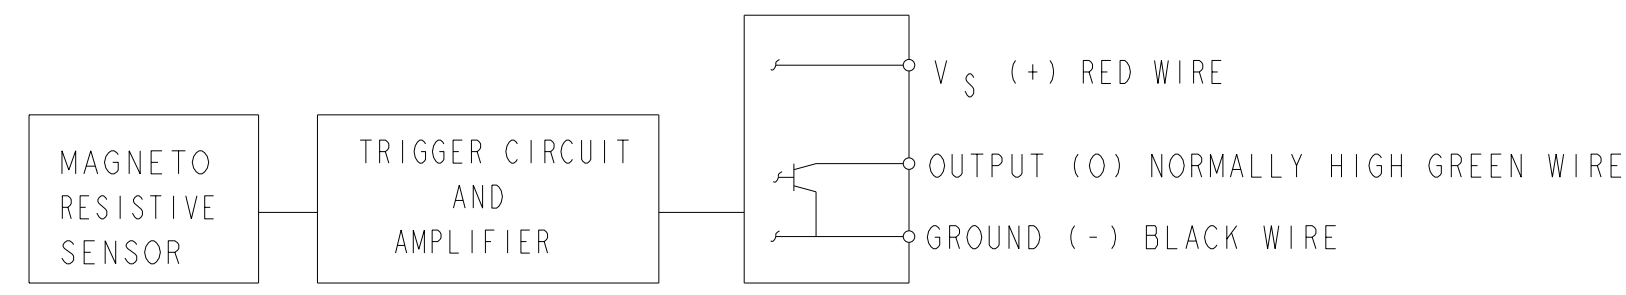 MAGNETO
RESISTIVE
SENSOR
TRIGGER CIRCUIT
AND
AMPLIFIER
V S (+) RED WIRE
OUTPUT (O) NORMALLY HIGH GREEN WIRE
GROUND (-) BLACK WIRE